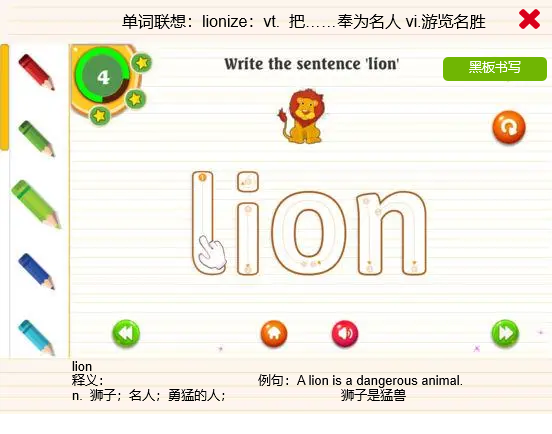 单词联想：lionize：vt. 把……奉为名人 vi.游览名胜
4
Write the sentence 'lion'
黑板书写
lion
lion
释义： 例句：A lion is a dangerous animal.
n. 狮子；名人；勇猛的人； 狮子是猛兽